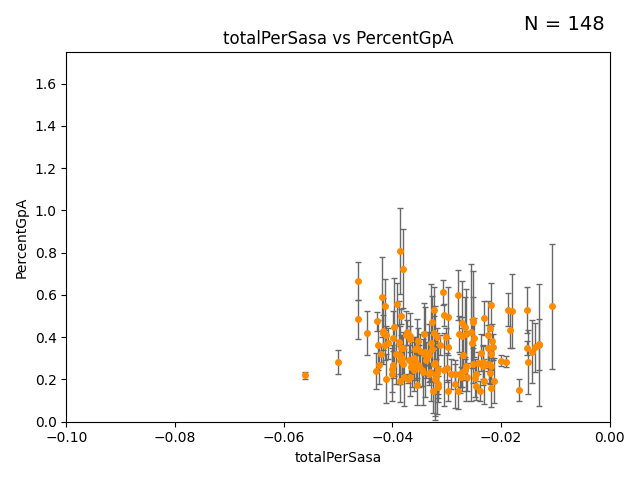 N = 148
totalPerSasa vs PercentGpA
PercentGpA
1.6
1.4
1.2
1.0
0.8
0.6
0.4
0.2
0.0
−0.10 −0.08 −0.06 −0.04 −0.02 0.00
totalPerSasa